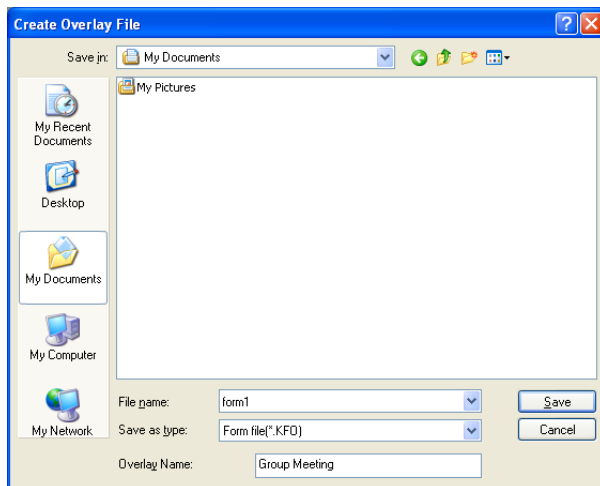 Create Overlay File
Save in: My Documents
My Pictures
My Recent
Documents
Desktop
My Documents
My Computer
My Network
File name: form1 Save
Save as type: Form file(*.KFO) Cancel
Overlay Name: Group Meeting